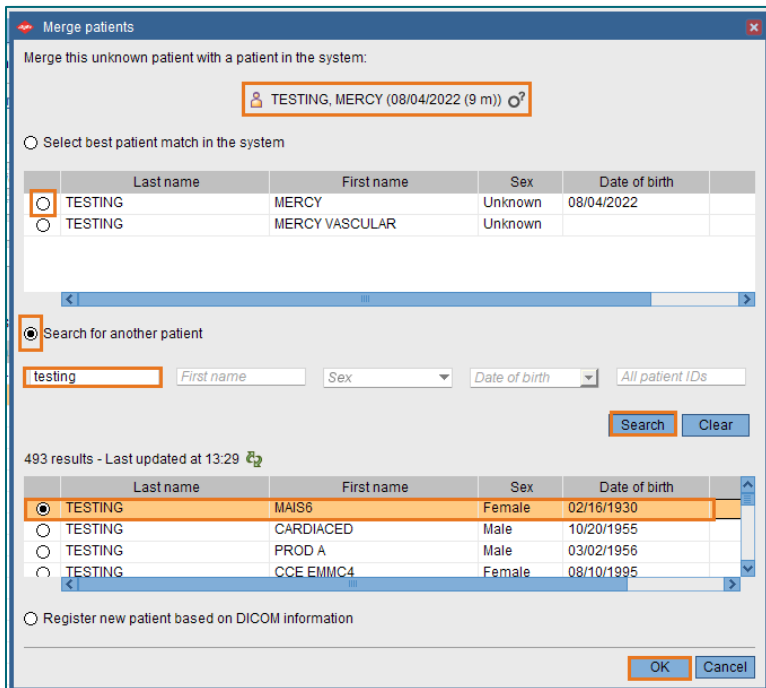 Merge patients
Merge this unknown patient with a patient in the system:
TESTING, MERCY (08/04/2022 (9 m))
Select best patient match in the system
Last name First name Sex Date of birth
TESTING MERCY Unknown 08/04/2022
TESTING MERCY VASCULAR Unknown
Search for another patient
testing First name Sex Date of birth All patient IDs
Search Clear
493 results - Last updated at 13:29
Last name First name Sex Date of birth
TESTING MAIS6 Female 02/16/1930
TESTING CARDIACED Male 10/20/1955
TESTING PROD A Male 03/02/1956
TESTING CCE EMMC4 Female 08/10/1995
Register new patient based on DICOM information
OK Cancel